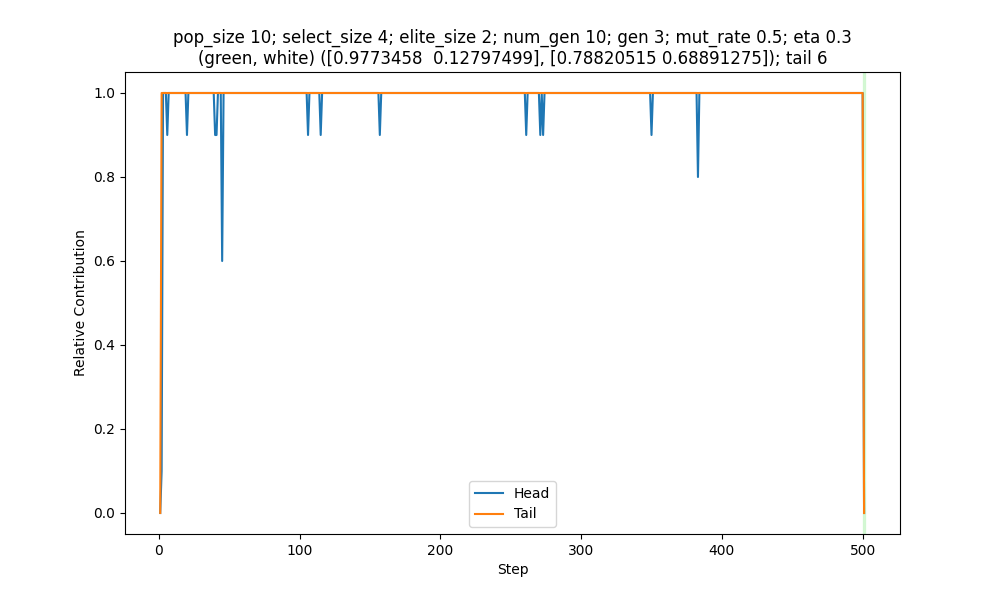 pop_size 10; select_size 4; elite_size 2; num_gen 10; gen 3; mut_rate 0.5; eta 0.3
(green, white) ([0.9773458  0.12797499], [0.78820515 0.68891275]); tail 6
1.0
0.8
0.6
0.4
0.2
0.0
Relative Contribution
Head
Tail
0
100
200
300
400
500
Step